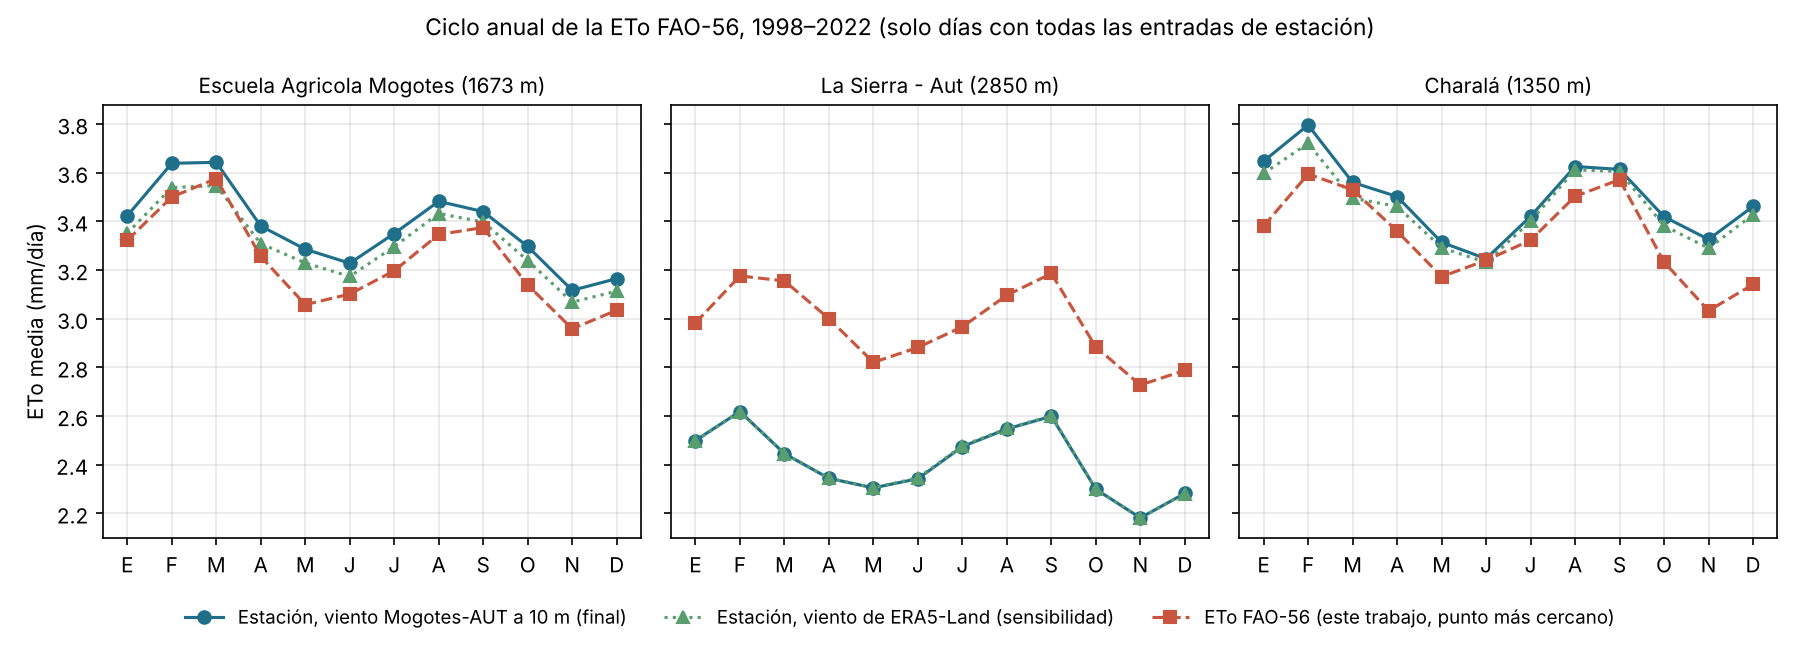 Ciclo anual de la ETo FAO-56, 1998–2022 (solo días con todas las entradas de estación)
Escuela Agricola Mogotes (1673 m)
La Sierra - Aut (2850 m)
Charalá (1350 m)
ETo media (mm/día)
3.8
3.6
3.4
3.2
3.0
2.8
2.6
2.4
2.2
E F M A M J J A S O N D
E F M A M J J A S O N D
E F M A M J J A S O N D
Estación, viento Mogotes-AUT a 10 m (final)
Estación, viento de ERA5-Land (sensibilidad)
ETo FAO-56 (este trabajo, punto más cercano)